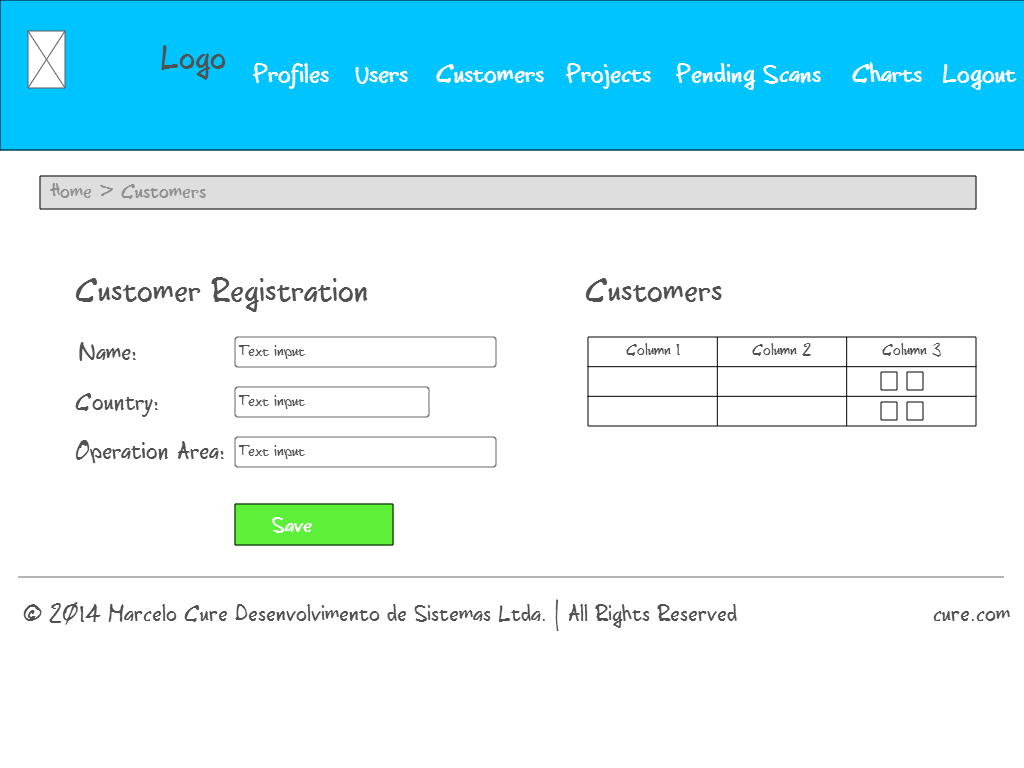 Logo
Profiles Users Customers Projects Pending Scans Charts Logout
Home > Customers
Customer Registration
Name: Text input
Country: Text input
Operation Area: Text input
Save
Customers
Column 1 Column 2 Column 3
© 2014 Marcelo Cure Desenvolvimento de Sistemas Ltda. | All Rights Reserved cure.com